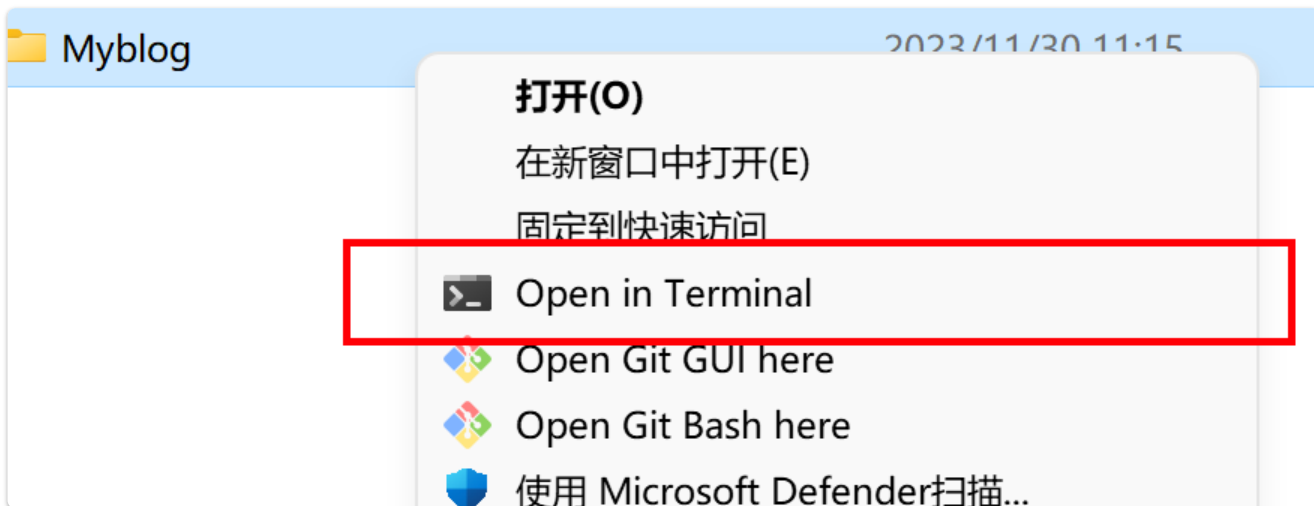 Myblog 2023/11/30 11:15
打开(O)
在新窗口中打开(E)
固定到快速访问
Open in Terminal
Open Git GUI here
Open Git Bash here
使用 Microsoft Defender扫描...